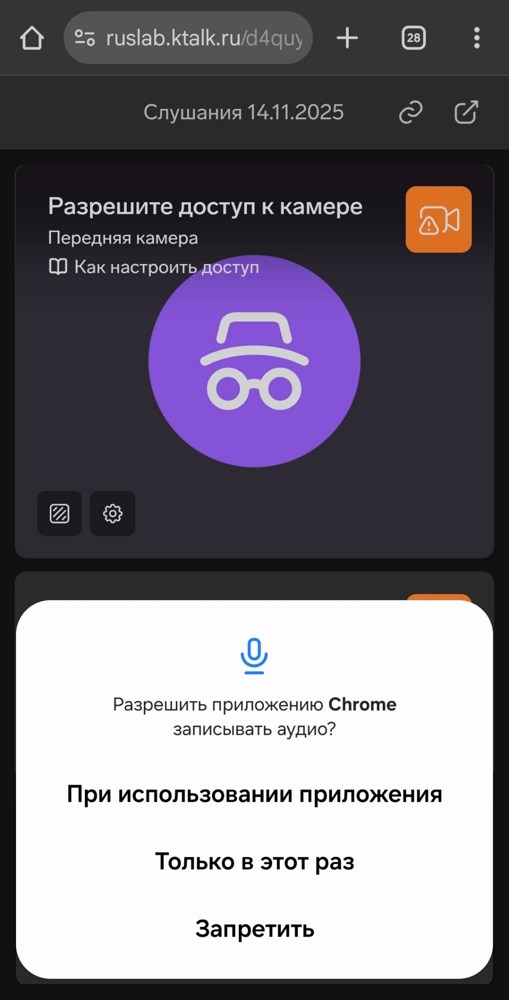 ruslab.ktalk.ru/d4quy
28
Слушания 14.11.2025
Разрешите доступ к камере
Передняя камера
Как настроить доступ
Разрешить приложению Chrome
записывать аудио?
При использовании приложения
Только в этот раз
Запретить